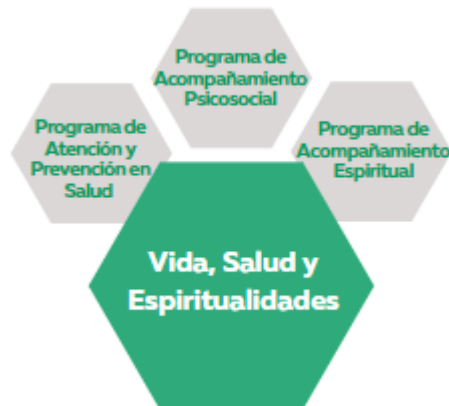 Programa de
Acompañamiento
Psicosocial
Programa de
Atención y
Prevención en
Salud
Programa de
Acompañamiento
Espiritual
Vida, Salud y
Espiritualidades